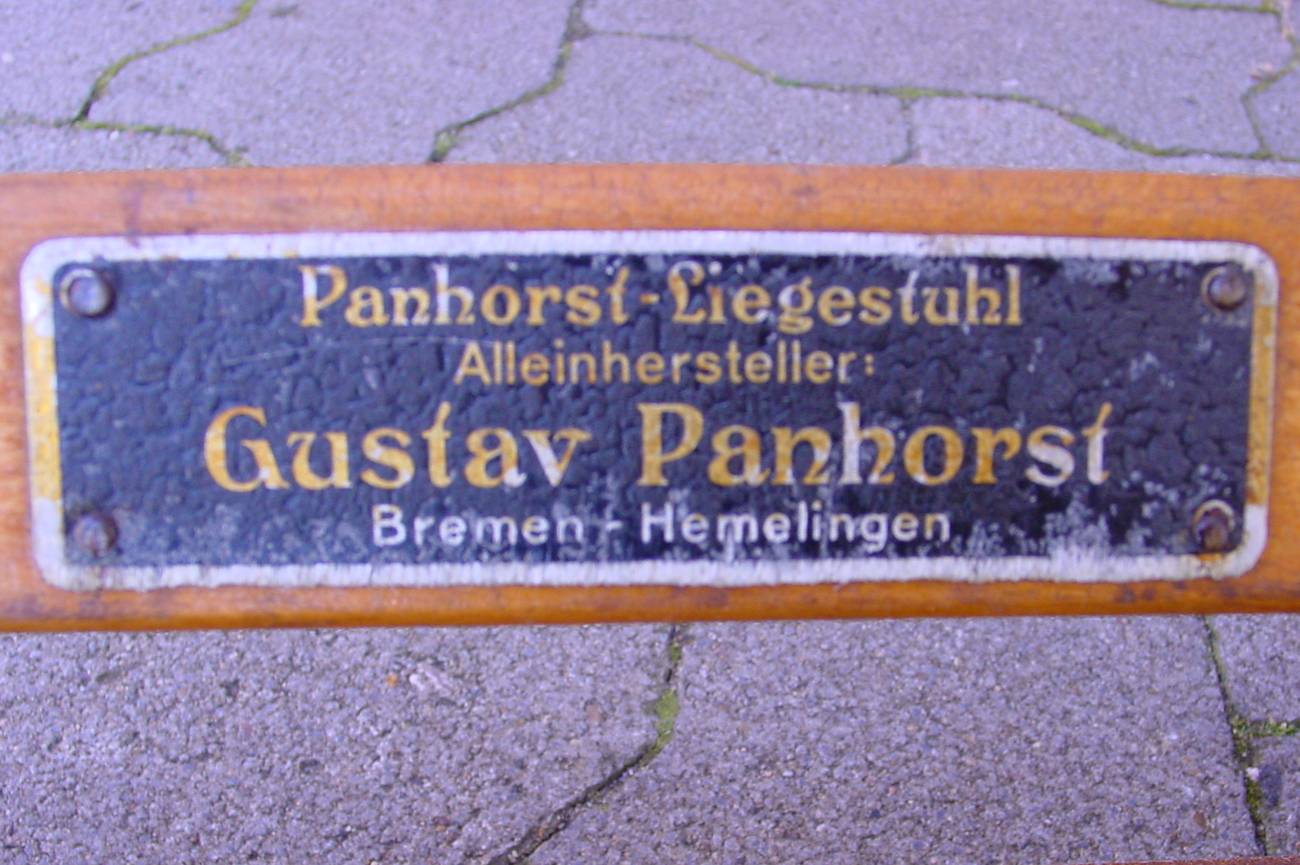 Panhorst-Liegestuhl
Alleinhersteller:
Gustav Panhorst
Bremen - Hemelingen